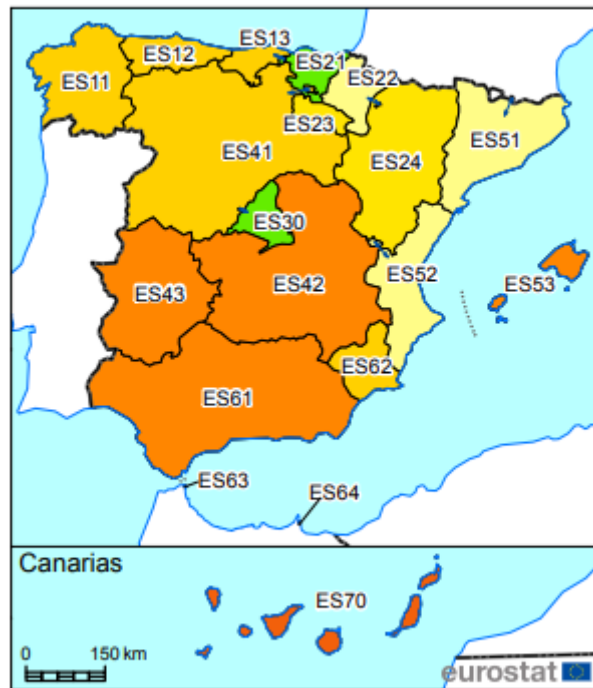 ES11
ES12
ES13
ES21
ES22
ES23
ES41
ES24
ES51
ES30
ES43
ES42
ES52
ES53
ES62
ES61
ES63
ES64
Canarias
ES70
0 150 km
eurostat